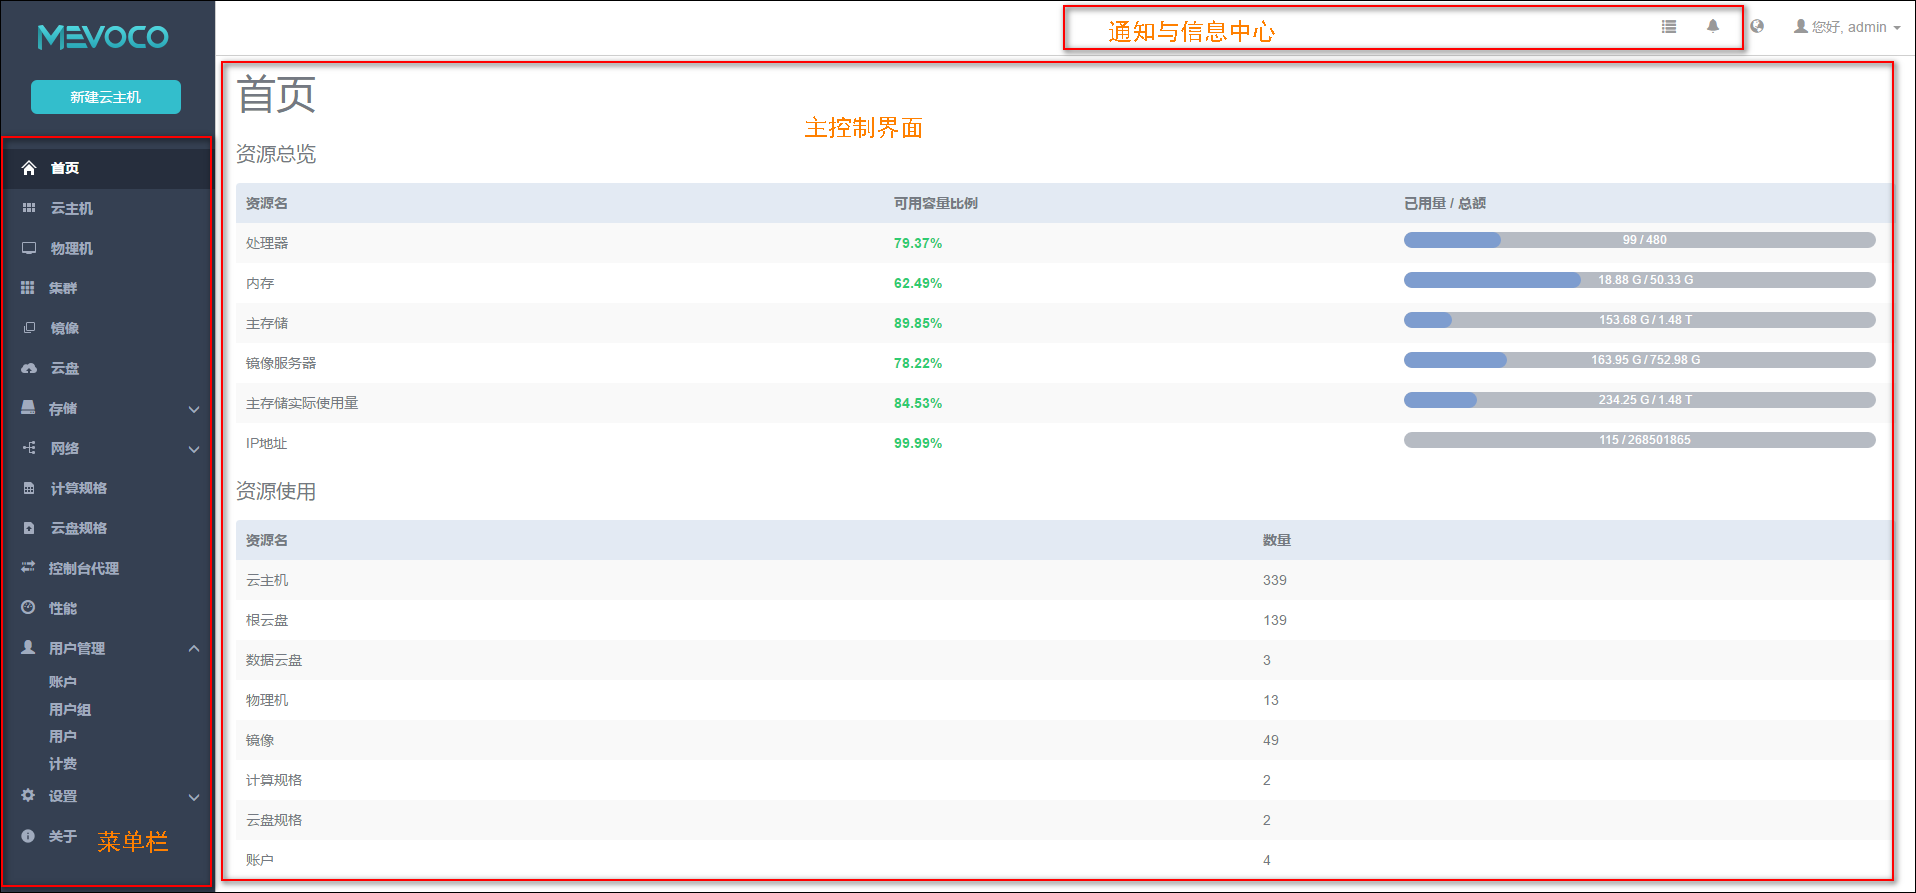 MEVOCO
新建云主机
首页
云主机
物理机
集群
镜像
云盘
存储
网络
计算规格
云盘规格
控制台代理
性能
用户管理
账户
用户组
用户
计费
设置
关于
菜单栏
通知与信息中心
您好, admin
首页
主控制界面
资源总览
资源名 可用容量比例 已用量 / 总额
处理器 79.37% 99 / 480
内存 62.49% 18.88 G / 50.33 G
主存储 89.85% 153.68 G / 1.48 T
镜像服务器 78.22% 163.95 G / 752.98 G
主存储实际使用量 84.53% 234.25 G / 1.48 T
IP地址 99.99% 115 / 268501865
资源使用
资源名 数量
云主机 339
根云盘 139
数据云盘 3
物理机 13
镜像 49
计算规格 2
云盘规格 2
账户 4